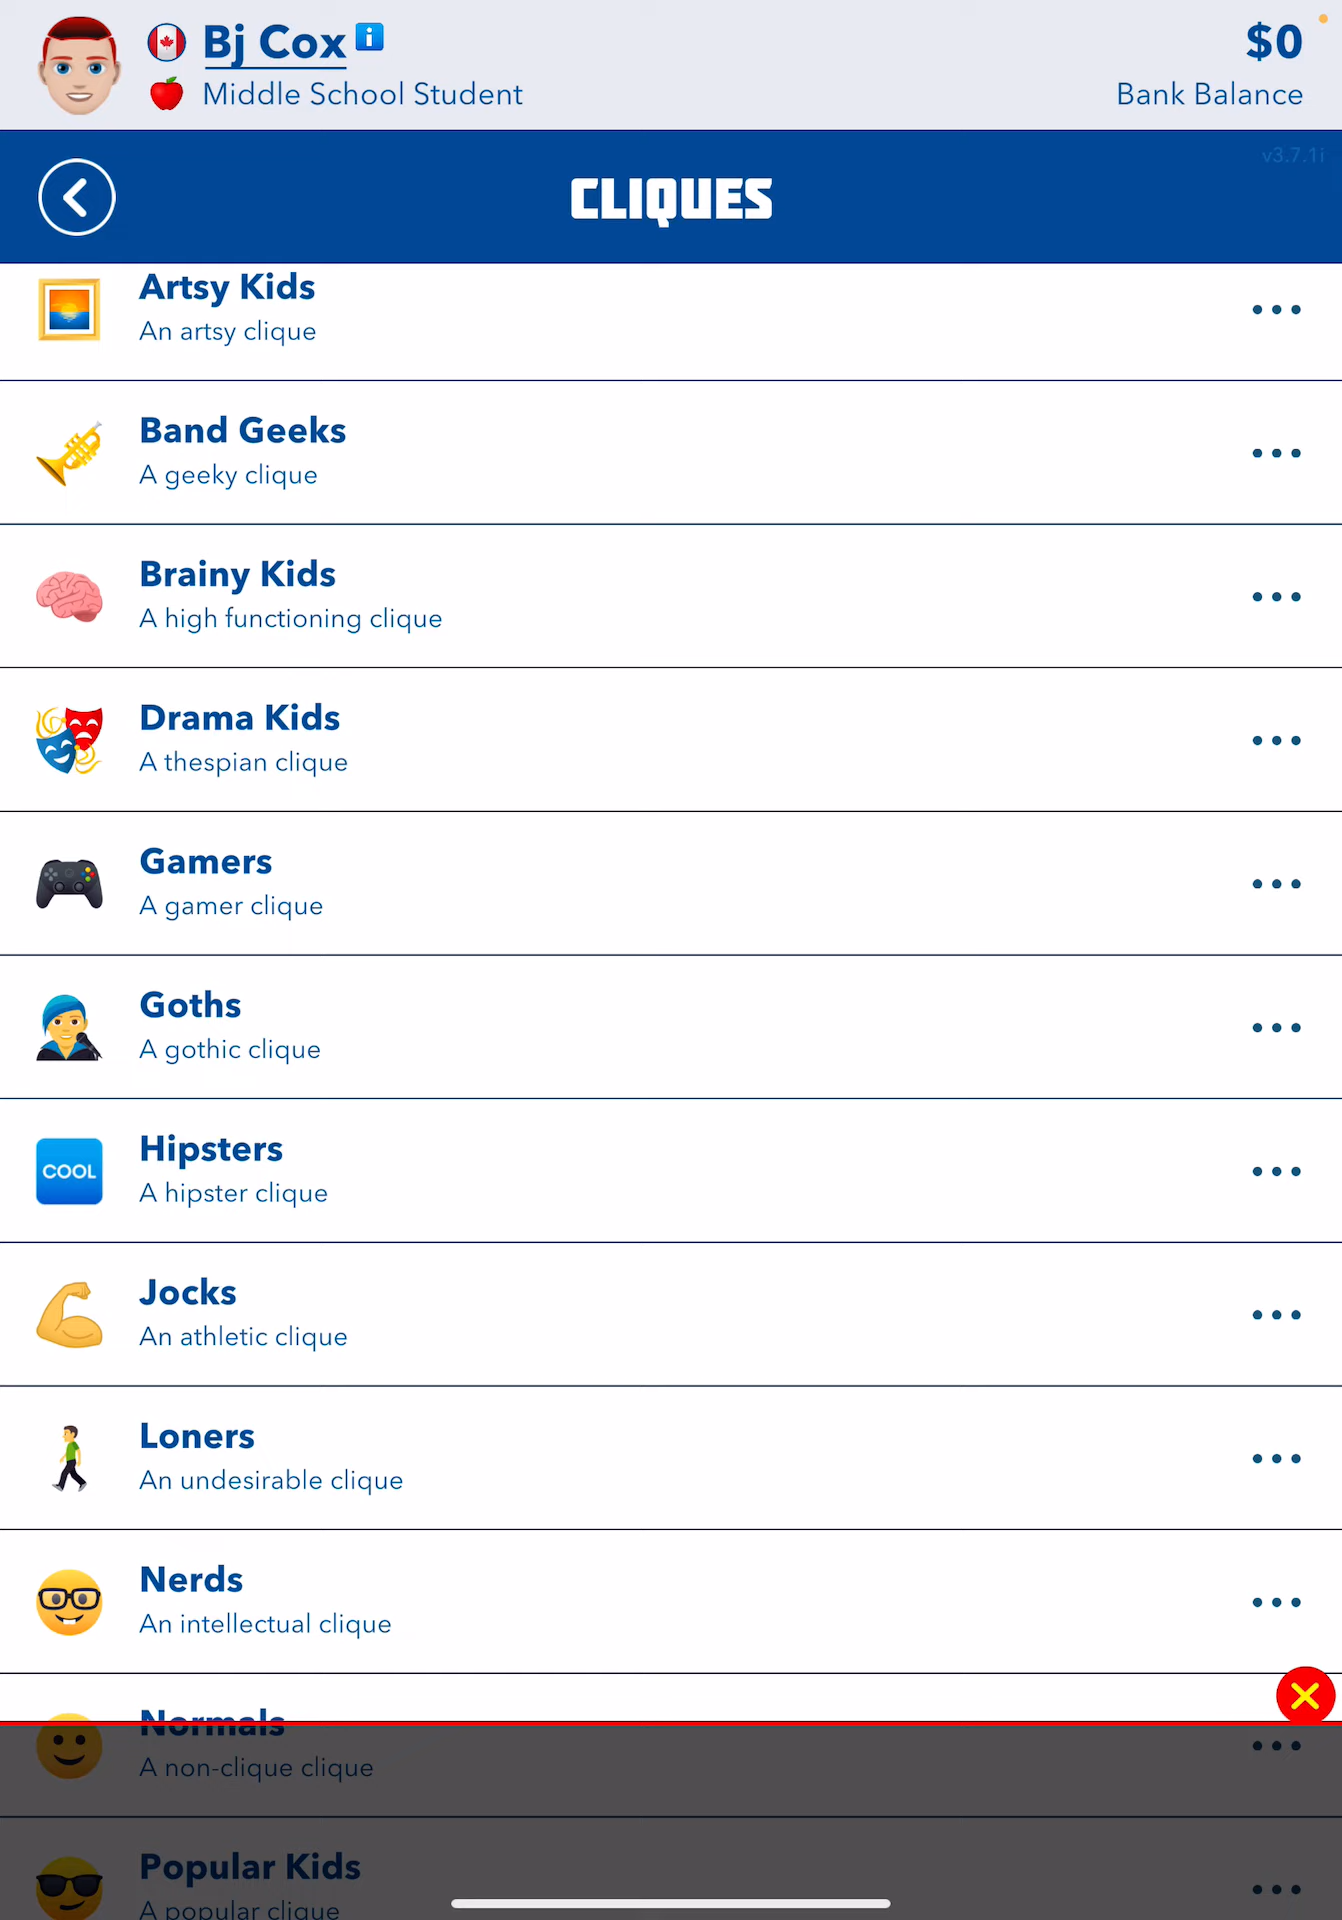 Bj Cox
Middle School Student
$0
Bank Balance
v3.7.1i
CLIQUES
Artsy Kids
An artsy clique
Band Geeks
A geeky clique
Brainy Kids
A high functioning clique
Drama Kids
A thespian clique
Gamers
A gamer clique
Goths
A gothic clique
COOL
Hipsters
A hipster clique
Jocks
An athletic clique
Loners
An undesirable clique
Nerds
An intellectual clique
Normals
A non-clique clique
Popular Kids
A popular clique